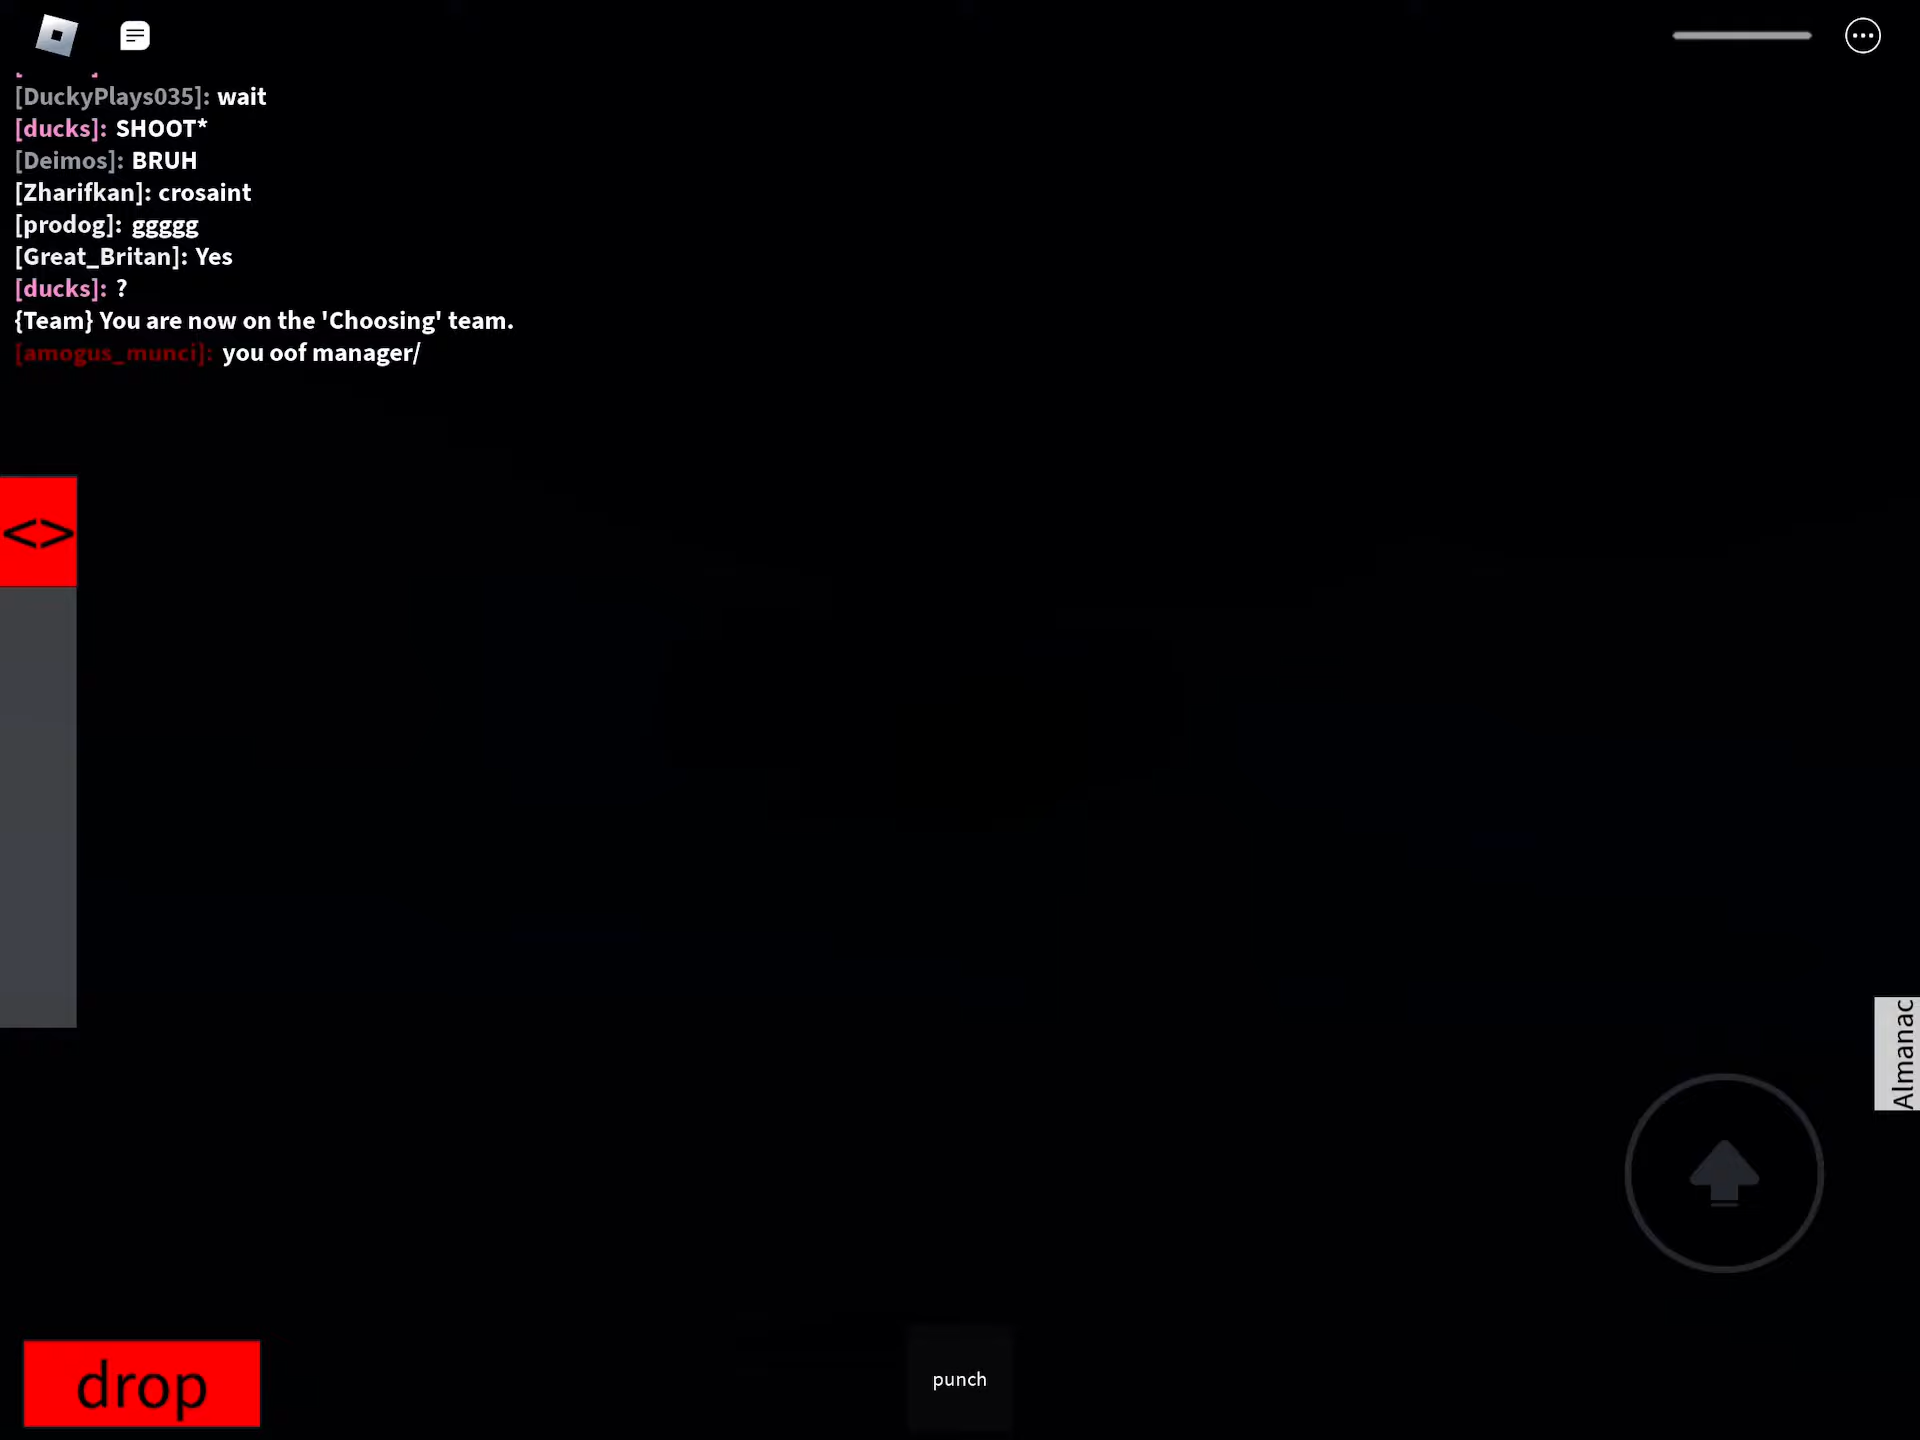 [DuckyPlays035]: wait
[ducks]: SHOOT*
[Deimos]: BRUH
[Zharifkan]: crosaint
[prodog]: ggggg
[Great_Britan]: Yes
[ducks]: ?
{Team} You are now on the 'Choosing' team.
[amogus_munci]: you oof manager/
<>
Almanac
drop
punch